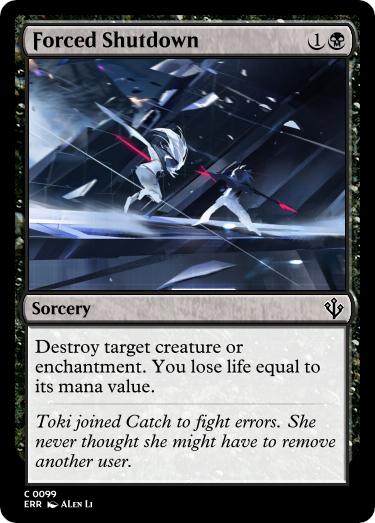 Forced Shutdown 1
Sorcery
Destroy target creature or
enchantment. You lose life equal to
its mana value.
Toki joined Catch to fight errors. She
never thought she might have to remove
another user.
C 0099
ERR ALen Li